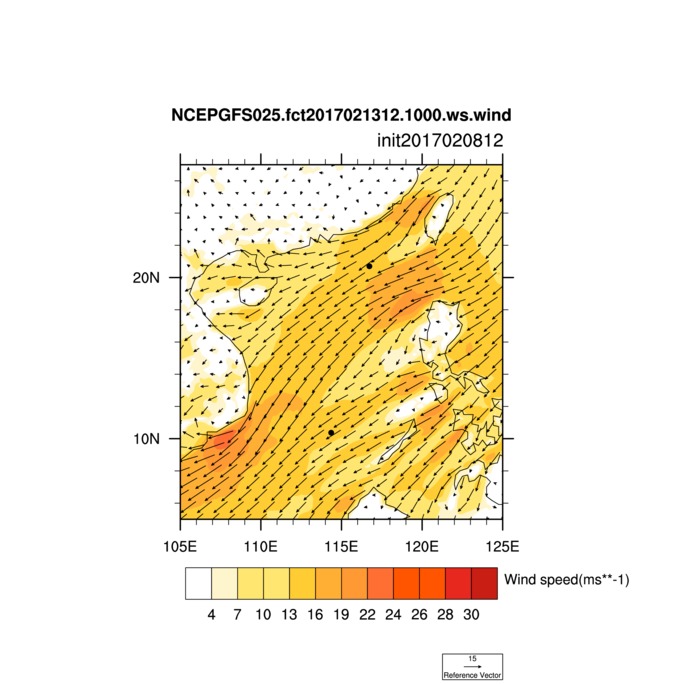 NCEPGFS025.fct2017021312.1000.ws.wind
init2017020812
20N
10N
105E 110E 115E 120E 125E
Wind speed(ms**-1)
4 7 10 13 16 19 22 24 26 28 30
15
Reference Vector